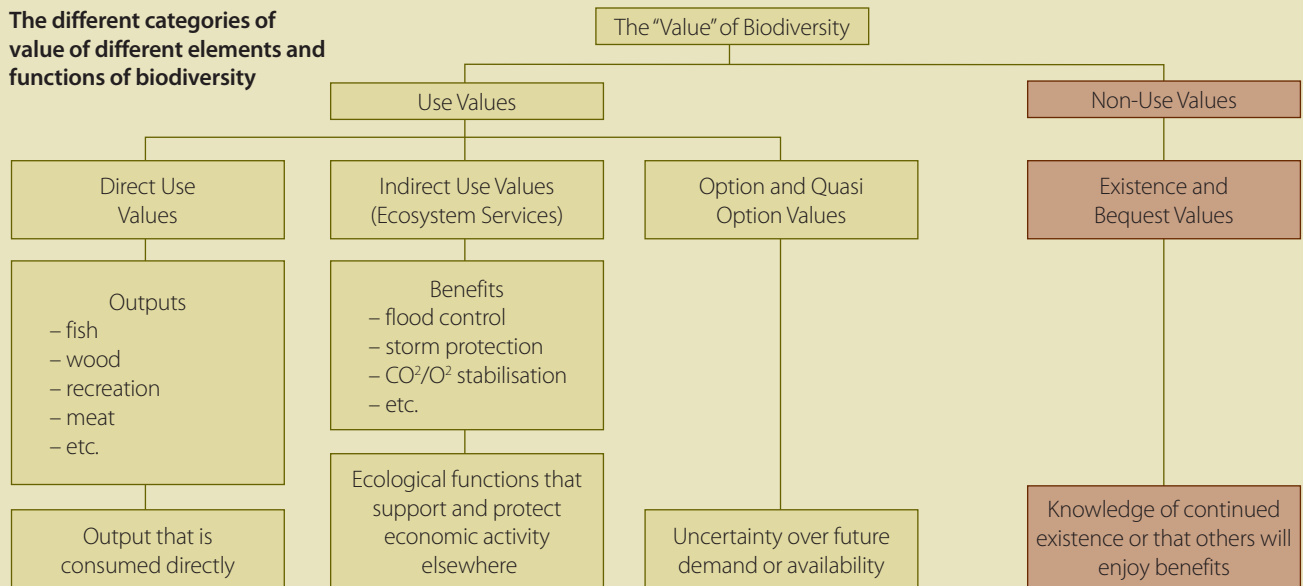 The different categories of
value of different elements and
functions of biodiversity
The “Value” of Biodiversity
Use Values
Non-Use Values
Direct Use
Values
Indirect Use Values
(Ecosystem Services)
Option and Quasi
Option Values
Existence and
Bequest Values
Outputs
– fish
– wood
– recreation
– meat
– etc.
Benefits
– flood control
– storm protection
– CO²/O² stabilisation
– etc.
Output that is
consumed directly
Ecological functions that
support and protect
economic activity
elsewhere
Uncertainty over future
demand or availability
Knowledge of continued
existence or that others will
enjoy benefits